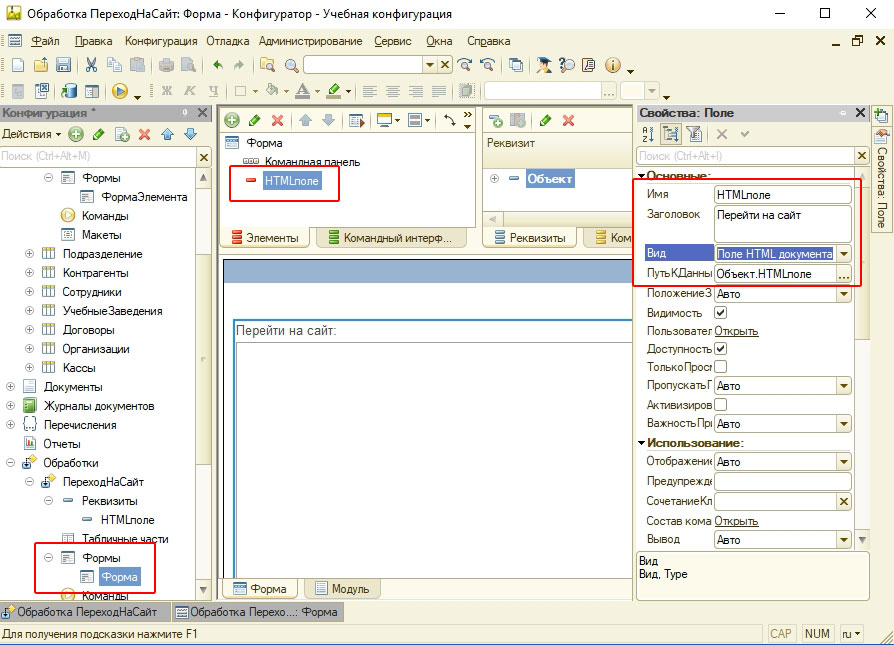 Обработка ПереходНаСайт: Форма - Конфигуратор - Учебная конфигурация
Файл Правка Конфигурация Отладка Администрирование Сервис Окна Справка
Ж К Ч
Конфигурация *
Действия
Поиск (Ctrl+Alt+M)
Формы
ФормаЭлемента
Команды
Макеты
Подразделение
Контрагенты
Сотрудники
УчебныеЗаведения
Договоры
Организации
Кассы
Документы
Журналы документов
Перечисления
Отчеты
Обработки
ПереходНаСайт
Реквизиты
HTMLполе
Табличные части
Формы
Форма
Команды
Форма
Командная панель
HTMLполе
Элементы
Командный интерф...
Реквизит
Объект
Реквизиты
Ком
Перейти на сайт:
Форма
Модуль
Свойства: Поле
Поиск (Ctrl+Alt+I)
Основные:
Имя HTMLполе
Заголовок Перейти на сайт
Вид Поле HTML документа
ПутьКДанны Объект.HTMLполе ...
ПоложениеЗ Авто
Видимость
Пользовател Открыть
Доступность
ТолькоПрос
ПропускатьП Авто
Активизиров
ВажностьПри Авто
Использование:
Отображение Авто
Предупрежде
СочетаниеКл
Состав кома Открыть
Вывод Авто
Вид
Вид, Type
Свойства: Поле
Обработка ПереходНаСайт
Обработка Перехо...: Форма
Для получения подсказки нажмите F1
CAP NUM ru